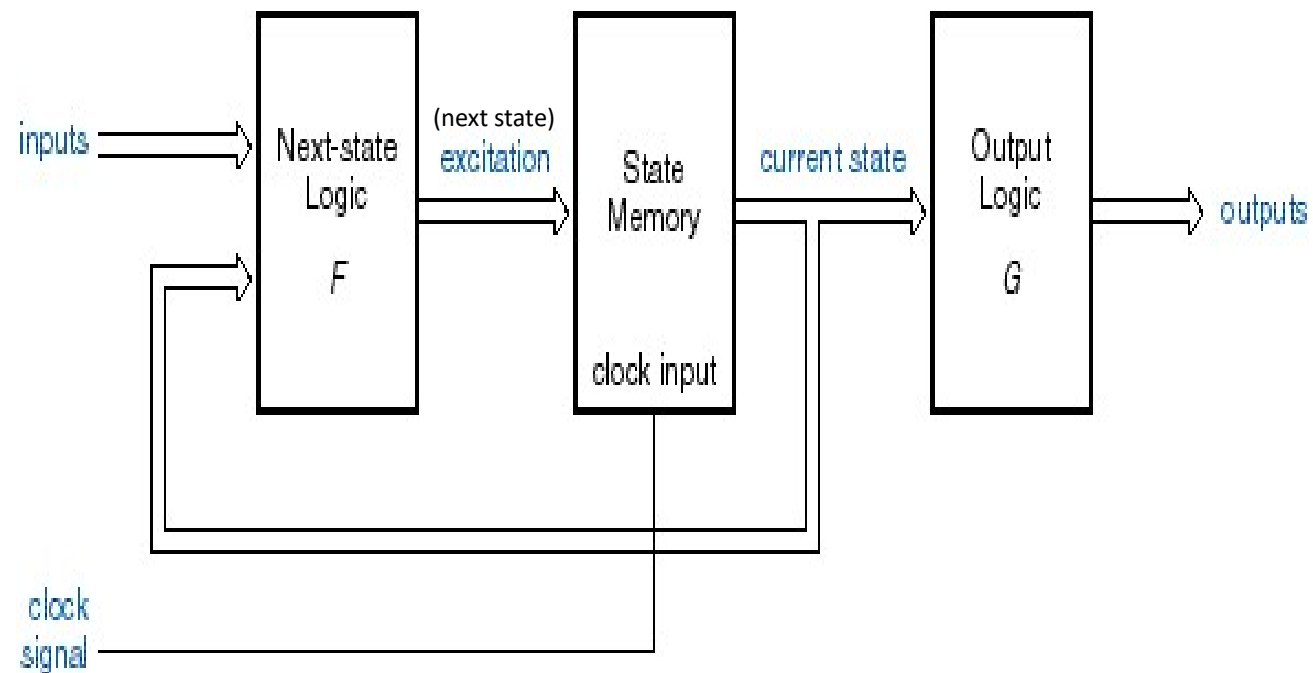 inputs
Next-state
Logic
F
(next state)
excitation
State
Memory
clock input
current state
Output
Logic
G
outputs
clock
signal